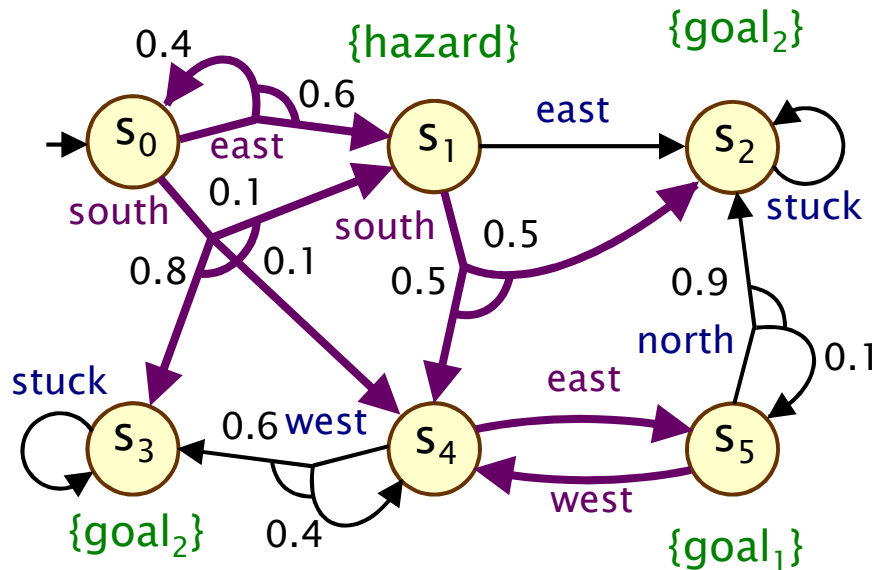 0.4
{hazard}
{goal₂}
0.6
east
s₀
s₁
s₂
east
0.1
south
south
0.5
stuck
0.8
0.1
0.5
0.9
north
0.1
stuck
east
0.6
west
s₃
s₄
s₅
west
0.4
{goal₂}
{goal₁}